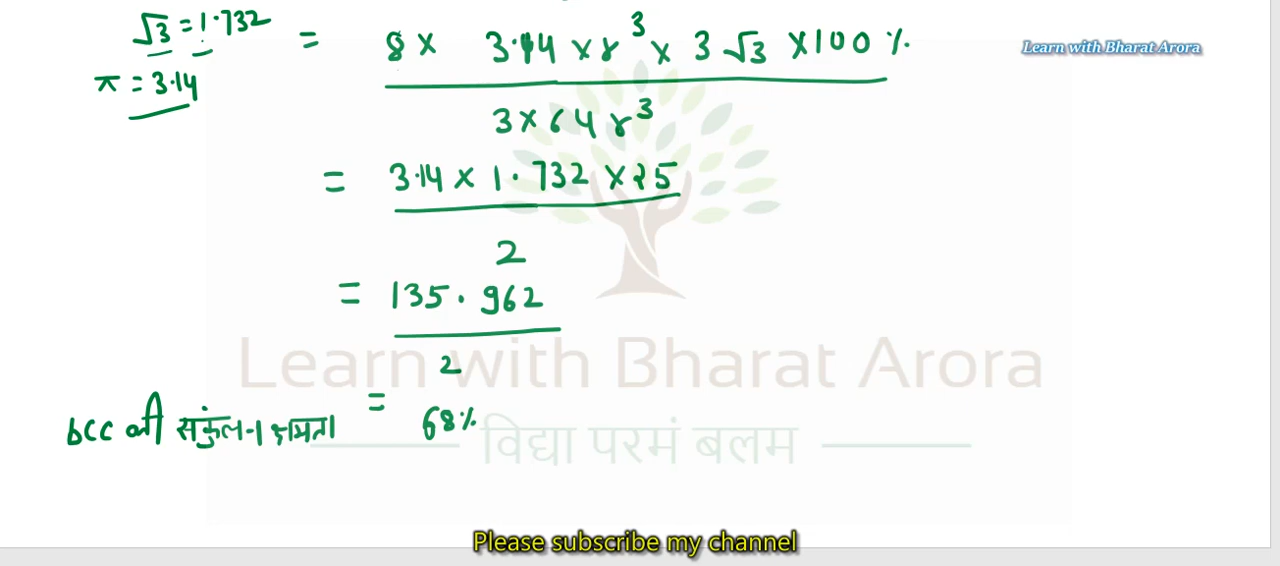 √3 = 1.732
π = 3.14
= 8 × 3.14 × r³ × 3√3 × 100 %
3 × 64 r³
= 3.14 × 1.732 × 25
2
= 135.962
2
bcc की संकुलन क्षमता = 68%
Learn with Bharat Arora
Learn with Bharat Arora
विद्या परमं बलम
Please subscribe my channel